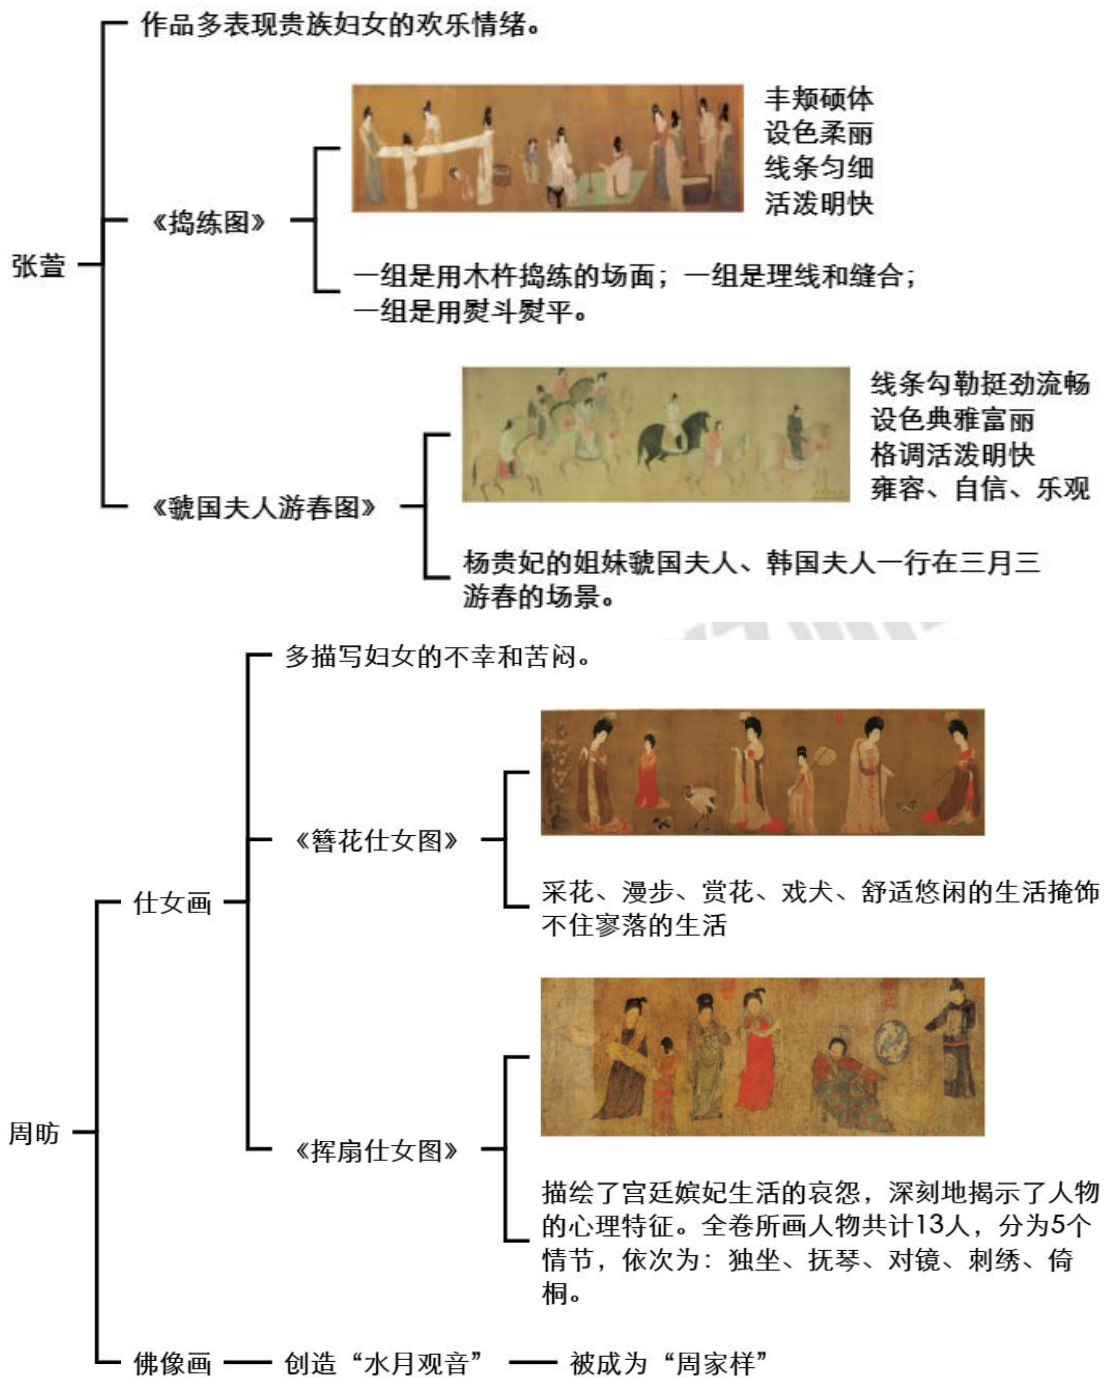 作品多表现贵族妇女的欢乐情绪。
丰颊硕体
设色柔丽
线条匀细
活泼明快
《捣练图》
张萱
一组是用木杵捣练的场面；一组是理线和缝合；
一组是用熨斗熨平。
线条勾勒挺劲流畅
设色典雅富丽
格调活泼明快
雍容、自信、乐观
《虢国夫人游春图》
杨贵妃的姐妹虢国夫人、韩国夫人一行在三月三
游春的场景。
多描写妇女的不幸和苦闷。
《簪花仕女图》
仕女画
采花、漫步、赏花、戏犬、舒适悠闲的生活掩饰
不住寥落的生活
周昉
《挥扇仕女图》
描绘了宫廷嫔妃生活的哀怨，深刻地揭示了人物
的心理特征。全卷所画人物共计13人，分为5个
情节，依次为：独坐、抚琴、对镜、刺绣、倚
桐。
佛像画
创造“水月观音”
被成为“周家样”